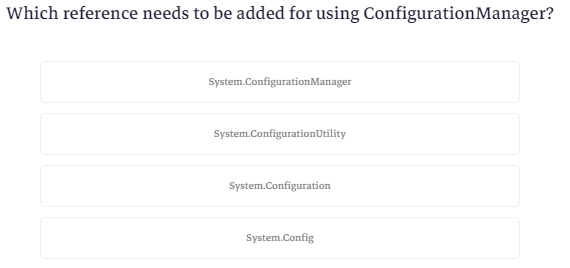 Which reference needs to be added for using ConfigurationManager?
System.ConfigurationManager
System.ConfigurationUtility
System.Configuration
System.Config